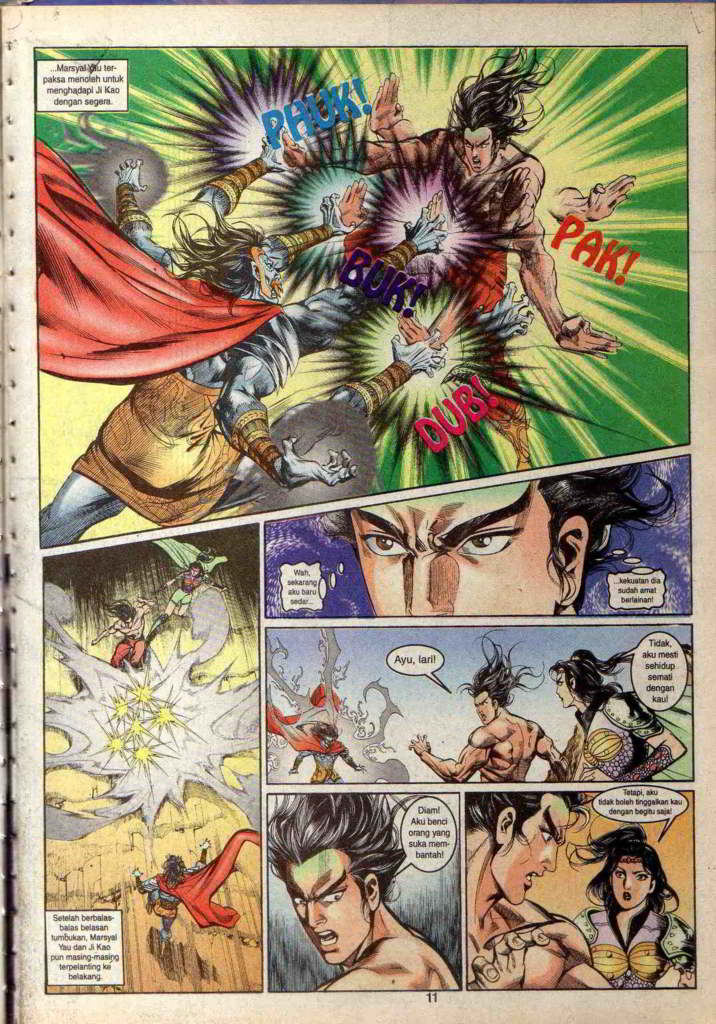 ...Marsyal Yau ter-
paksa menoleh untuk
menghadapi Ji Kao
dengan segera.
PHUK!
PAK!
BUK!
DUB!
Wah,
sekarang
aku baru
sedar...
...kekuatan dia
sudah amat
berlainan!
Setelah berbalas-
balas belasan
tumbukan, Marsyal
Yau dan Ji Kao
pun masing-masing
terpelanting ke
belakang.
Ayu, lari!
Tidak,
aku mesti
sehidup
semati
dengan
kau!
Diam!
Aku benci
orang yang
suka mem-
bantah!
Tetapi, aku
tidak boleh tinggalkan kau
dengan begitu saja!
11